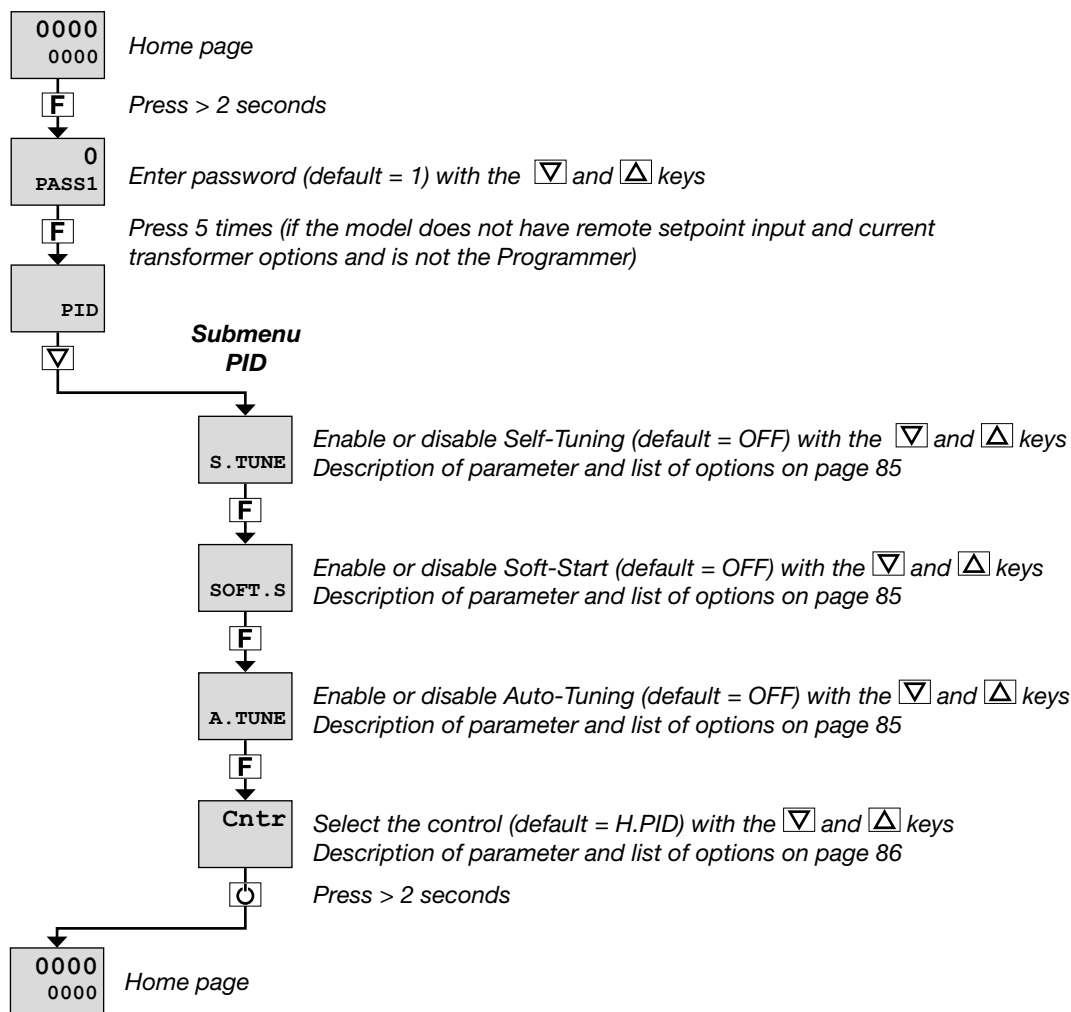 0000
0000
Home page
F
Press > 2 seconds
0
PASS1
Enter password (default = 1) with the ▽ and △ keys
F
Press 5 times (if the model does not have remote setpoint input and current
transformer options and is not the Programmer)
PID
▽
Submenu
PID
S.TUNE
Enable or disable Self-Tuning (default = OFF) with the ▽ and △ keys
Description of parameter and list of options on page 85
F
SOFT.S
Enable or disable Soft-Start (default = OFF) with the ▽ and △ keys
Description of parameter and list of options on page 85
F
A.TUNE
Enable or disable Auto-Tuning (default = OFF) with the ▽ and △ keys
Description of parameter and list of options on page 85
F
Cntr
Select the control (default = H.PID) with the ▽ and △ keys
Description of parameter and list of options on page 86
Press > 2 seconds
0000
0000
Home page